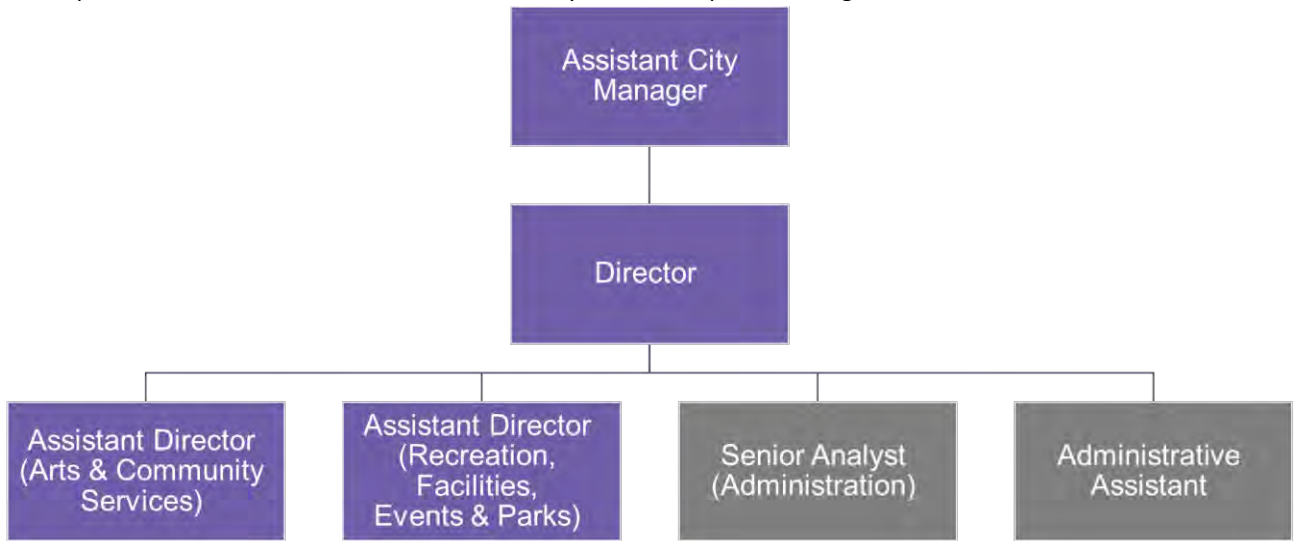 Assistant City
Manager
Director
Assistant Director
(Arts & Community
Services)
Assistant Director
(Recreation,
Facilities,
Events & Parks)
Senior Analyst
(Administration)
Administrative
Assistant